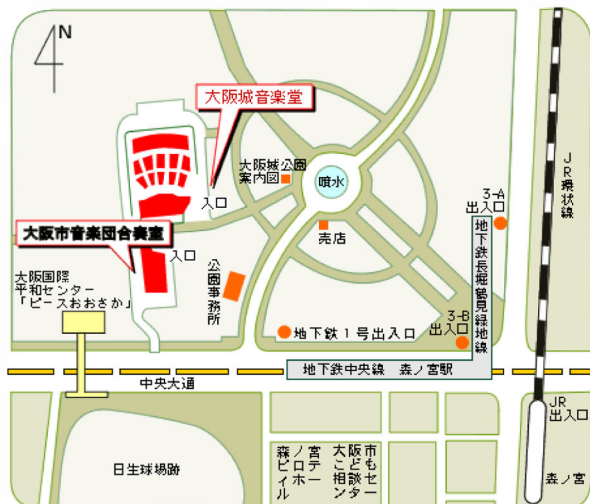 N
大阪城音楽堂
大阪城公園
案内図
噴水
入口
3-A
出入口
JR環状線
大阪市音楽団合奏室
売店
入口
地下鉄長堀鶴見緑地線
大阪国際
平和センター
「ピースおおさか」
公園事務所
3-B
出入口
地下鉄1号出入口
地下鉄中央線 森ノ宮駅
中央大通
JR
出入口
森ノ宮
ピロティ
ホール
大阪市
こども
相談センター
森ノ宮
日生球場跡